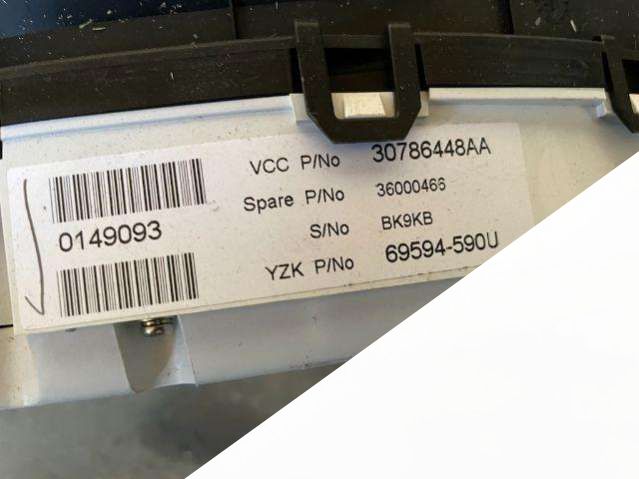 VCC P/No 30786448AA
Spare P/No 36000466
S/No BK9KB
YZK P/No 69594-590U
0149093